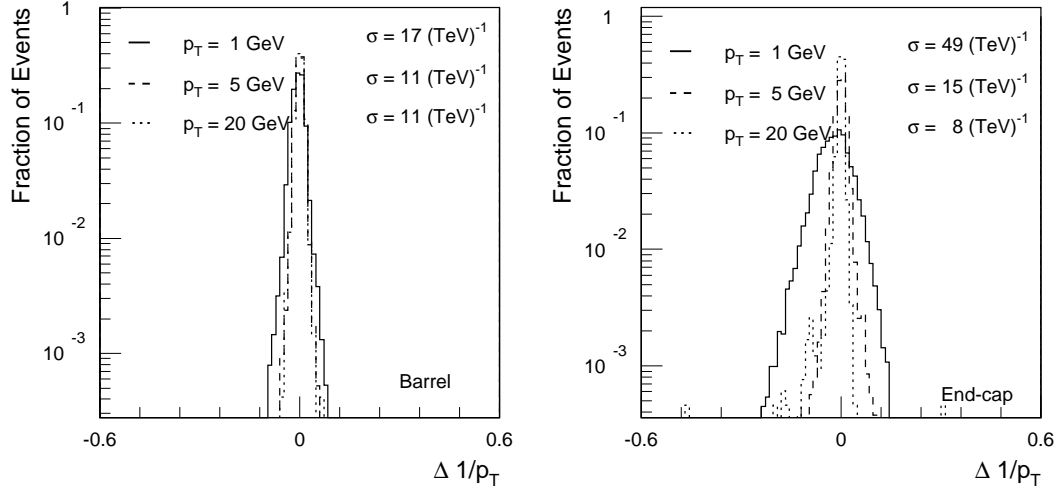 Fraction of Events
1
10^-1
10^-2
10^-3
p_T = 1 GeV
σ = 17 (TeV)^-1
p_T = 5 GeV
σ = 11 (TeV)^-1
p_T = 20 GeV
σ = 11 (TeV)^-1
Barrel
-0.6 0 0.6
Δ 1/p_T
Fraction of Events
1
10^-1
10^-2
10^-3
p_T = 1 GeV
σ = 49 (TeV)^-1
p_T = 5 GeV
σ = 15 (TeV)^-1
p_T = 20 GeV
σ = 8 (TeV)^-1
End-cap
-0.6 0 0.6
Δ 1/p_T